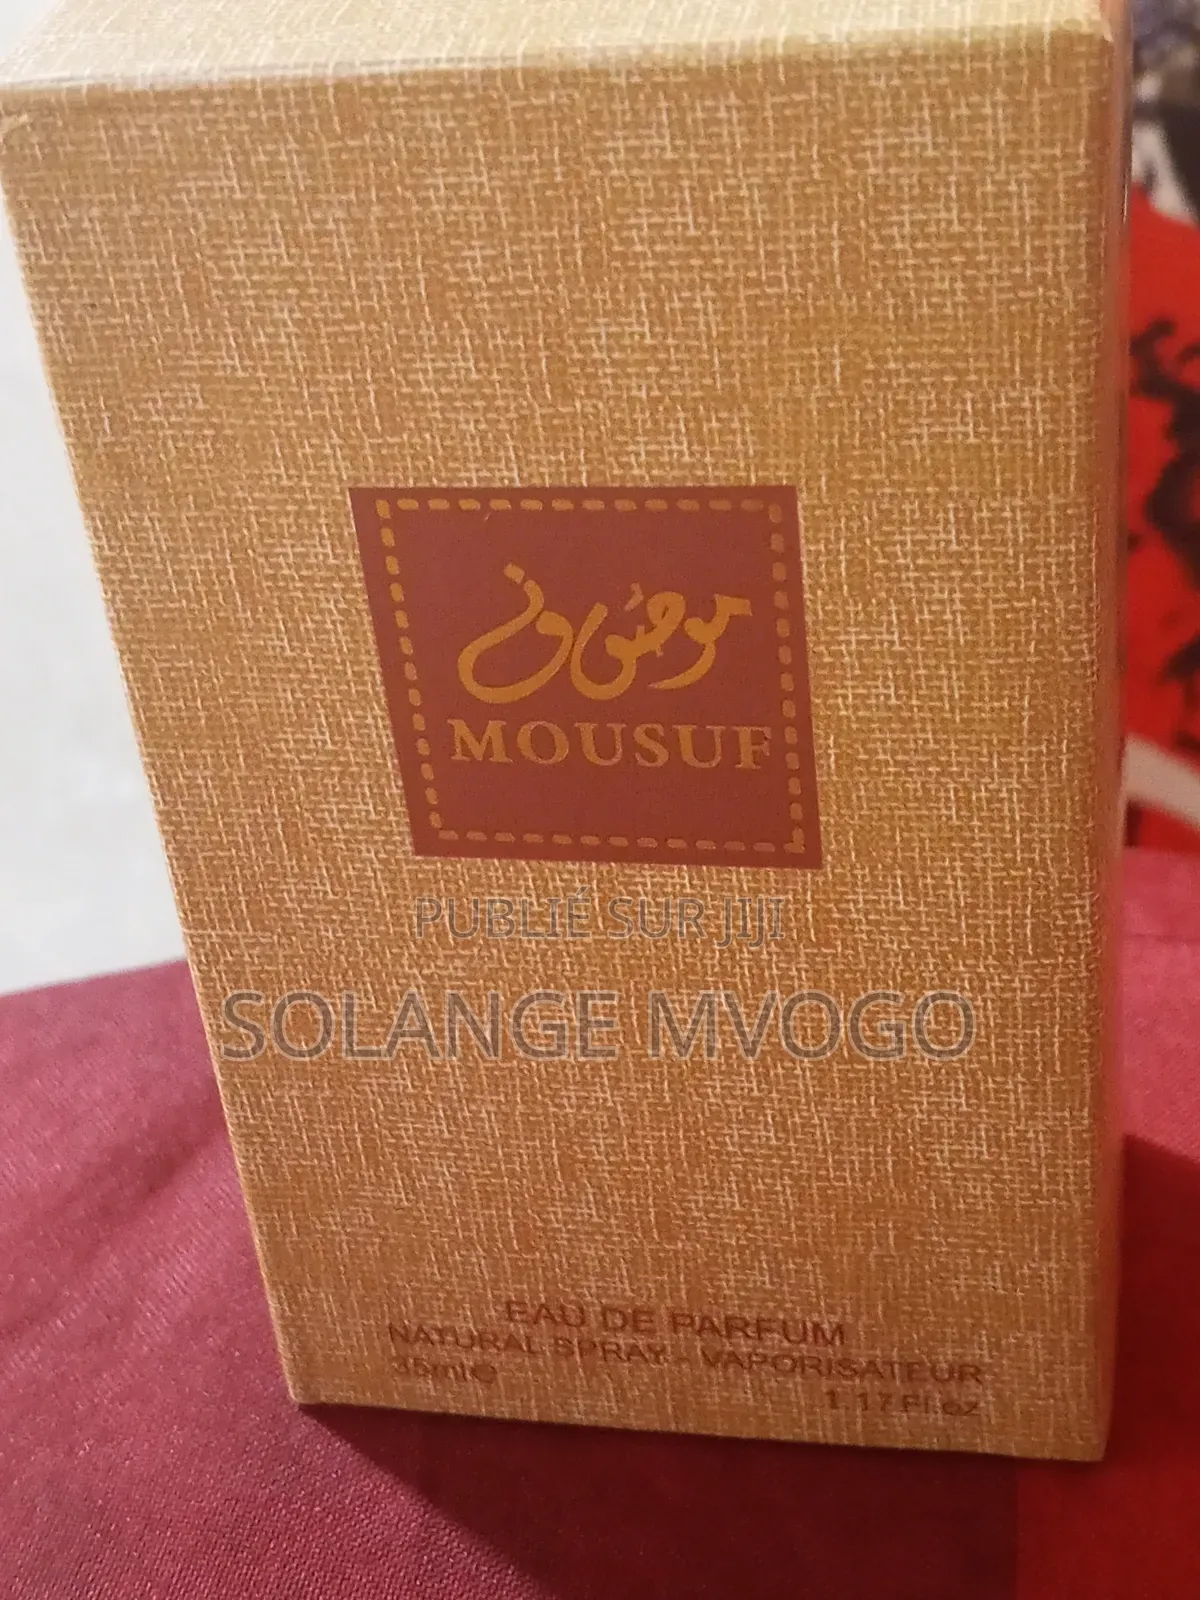 موصوف
MOUSUF
PUBLIÉ SUR JIJI
SOLANGE MVOGO
EAU DE PARFUM
NATURAL SPRAY - VAPORISATEUR
35ml e
1.17 Fl oz